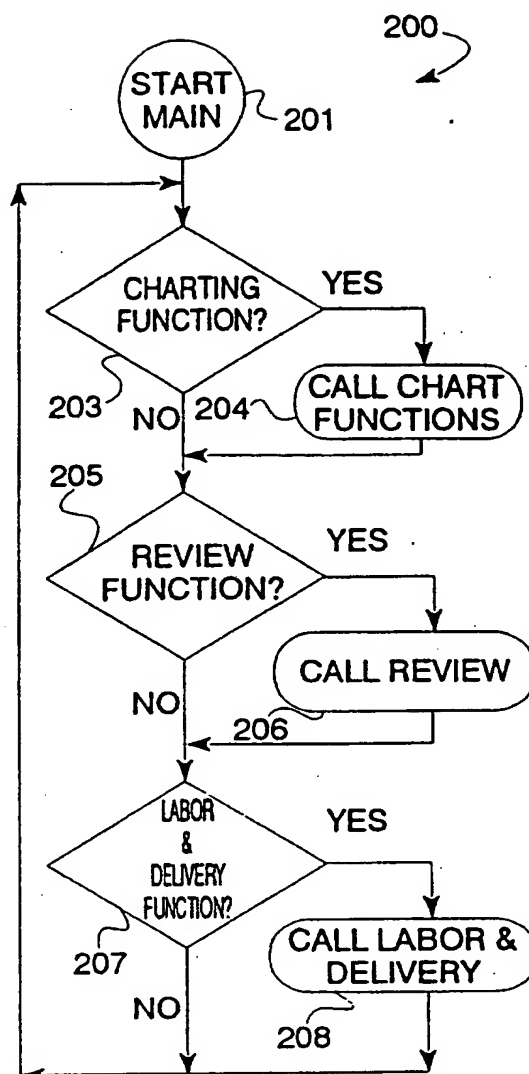 200
START
MAIN
201
CHARTING
FUNCTION?
YES
203
NO
204
CALL CHART
FUNCTIONS
205
REVIEW
FUNCTION?
YES
CALL REVIEW
NO
206
LABOR
&
DELIVERY
FUNCTION?
YES
207
CALL LABOR &
DELIVERY
NO
208